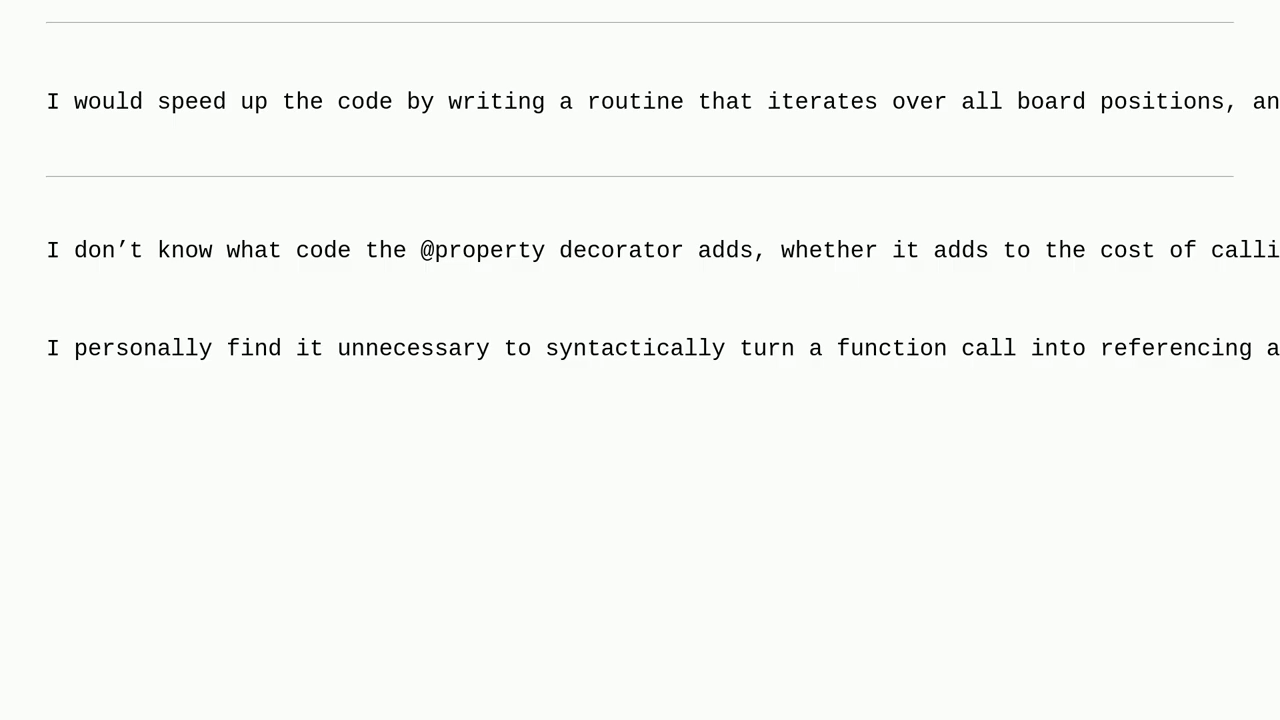 I would speed up the code by writing a routine that iterates over all board positions, an
I don’t know what code the @property decorator adds, whether it adds to the cost of calli
I personally find it unnecessary to syntactically turn a function call into referencing a